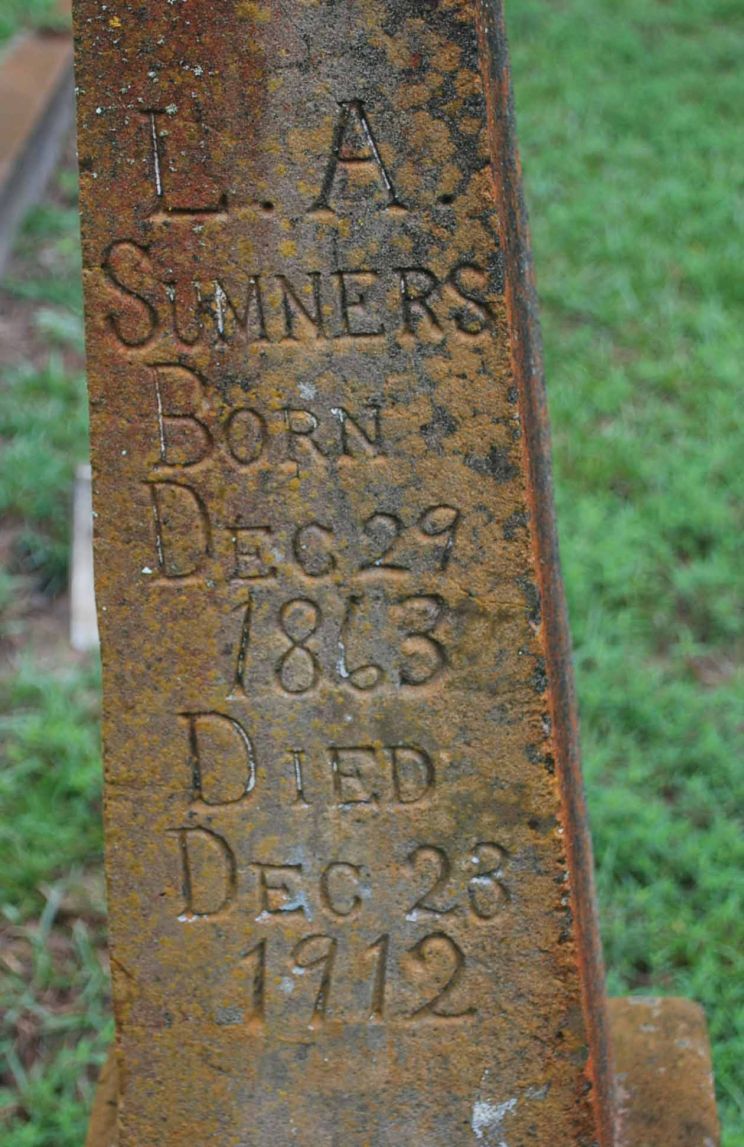 L. A.
SUMNERS
BORN
DEC 29
1863
DIED
DEC 23
1912